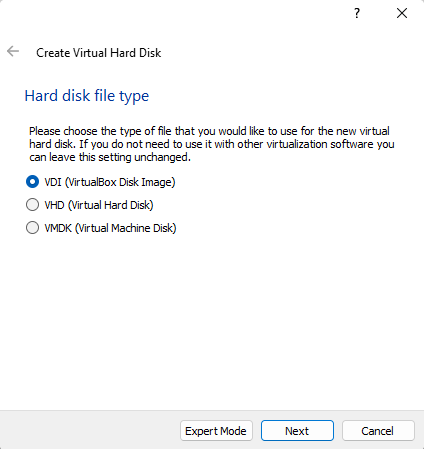 ?
Create Virtual Hard Disk
Hard disk file type
Please choose the type of file that you would like to use for the new virtual
hard disk. If you do not need to use it with other virtualization software you
can leave this setting unchanged.
VDI (VirtualBox Disk Image)
VHD (Virtual Hard Disk)
VMDK (Virtual Machine Disk)
Expert Mode Next Cancel